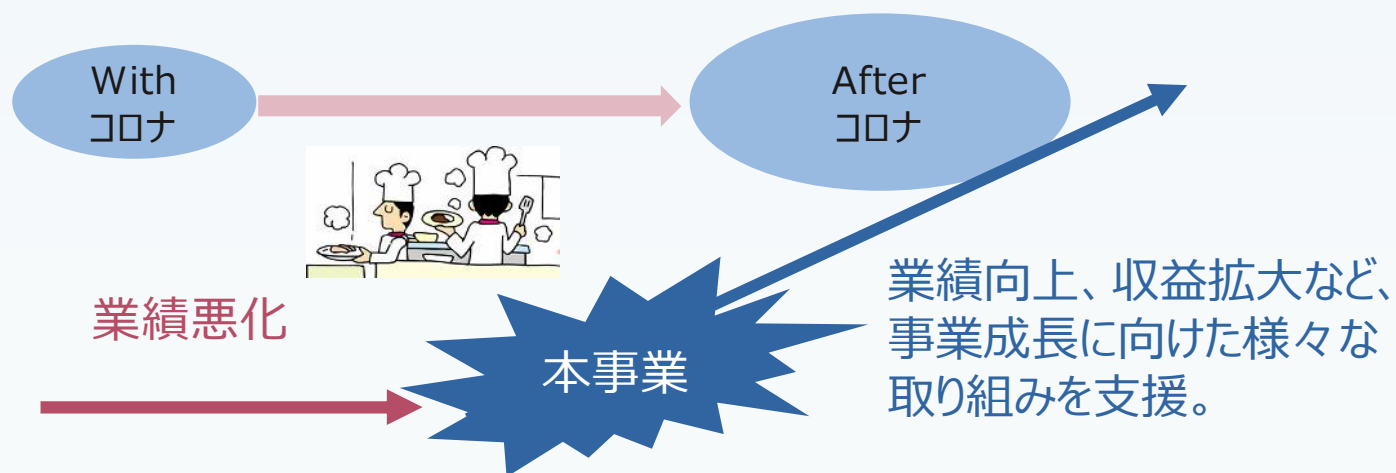 With
コロナ
After
コロナ
業績悪化
本事業
業績向上、収益拡大など、
事業成長に向けた様々な
取り組みを支援。